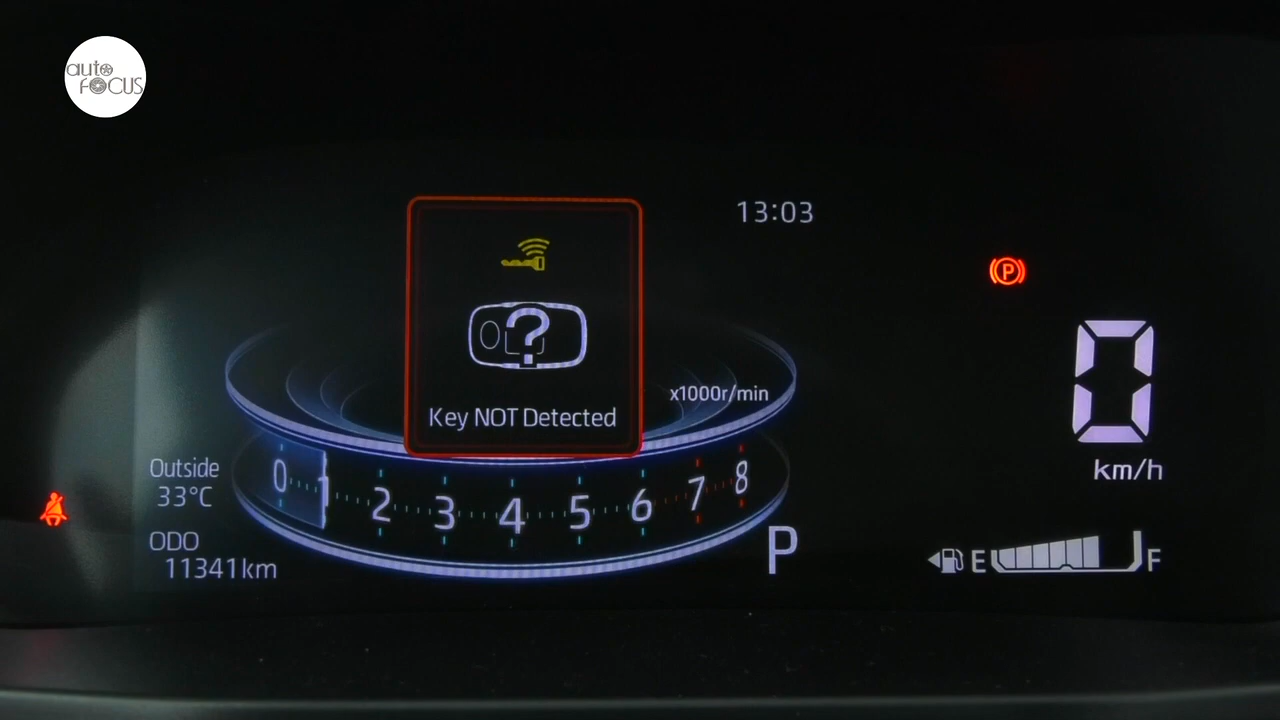 auto
FOCUS
13:03
P
?
Key NOT Detected
x1000r/min
0
km/h
0 1 2 3 4 5 6 7 8
Outside
33°C
ODO
11341km
P
E F